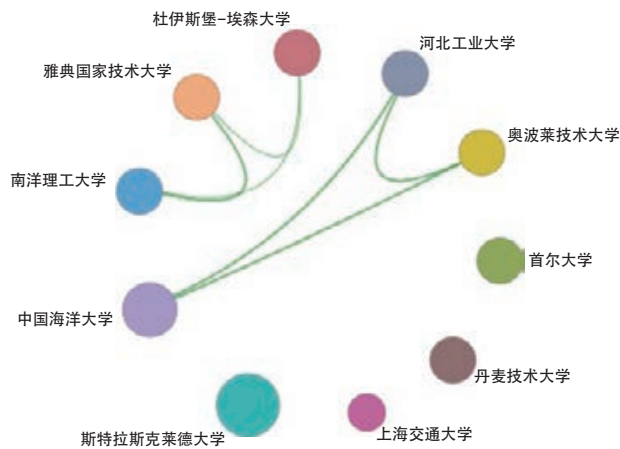 杜伊斯堡-埃森大学
河北工业大学
雅典国家技术大学
奥波莱技术大学
南洋理工大学
首尔大学
中国海洋大学
丹麦技术大学
斯特拉斯克莱德大学
上海交通大学